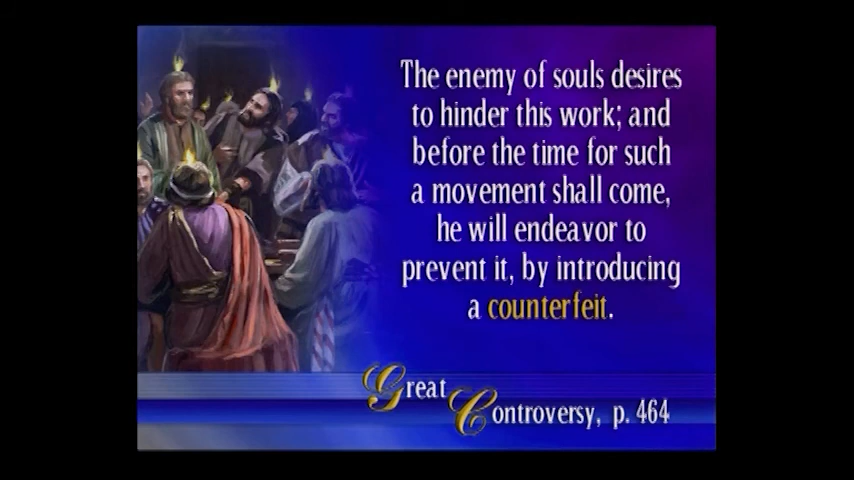 The enemy of souls desires
to hinder this work; and
before the time for such
a movement shall come,
he will endeavor to
prevent it, by introducing
a counterfeit.
Great
Controversy, p. 464